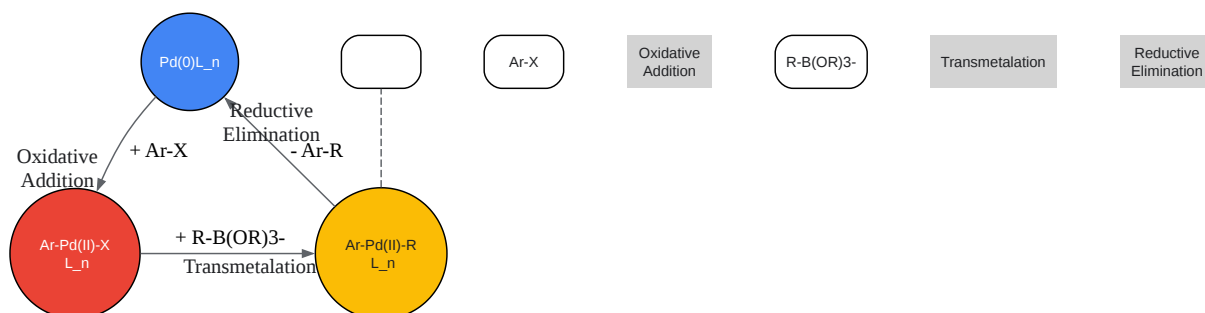 Pd(0)L_n
Ar-X
Oxidative
Addition
R-B(OR)3-
Transmetalation
Reductive
Elimination
Reductive
Elimination
+ Ar-X
- Ar-R
Oxidative
Addition
Ar-Pd(II)-X
L_n
+ R-B(OR)3-
Transmetalation
Ar-Pd(II)-R
L_n